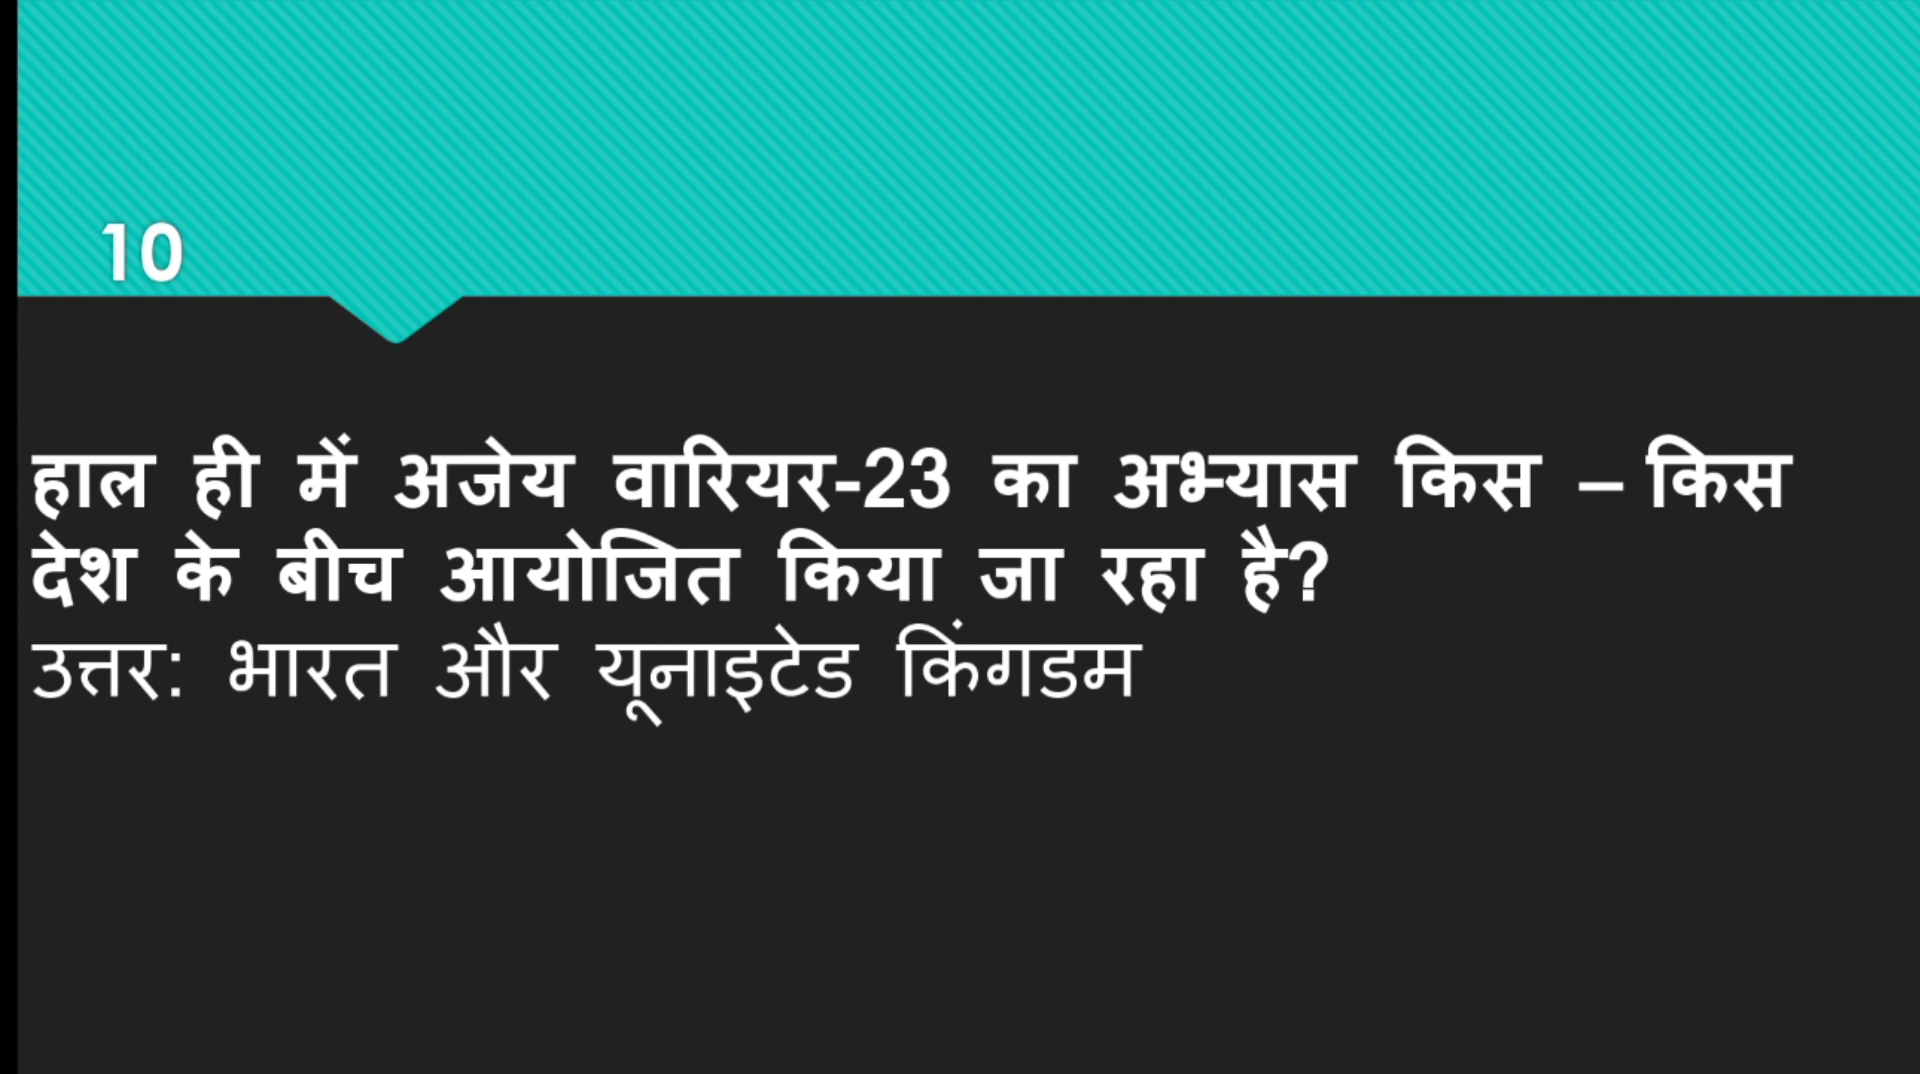 10
हाल ही में अजेय वारियर-23 का अभ्यास किस – किस
देश के बीच आयोजित किया जा रहा है?
उत्तर: भारत और यूनाइटेड किंगडम